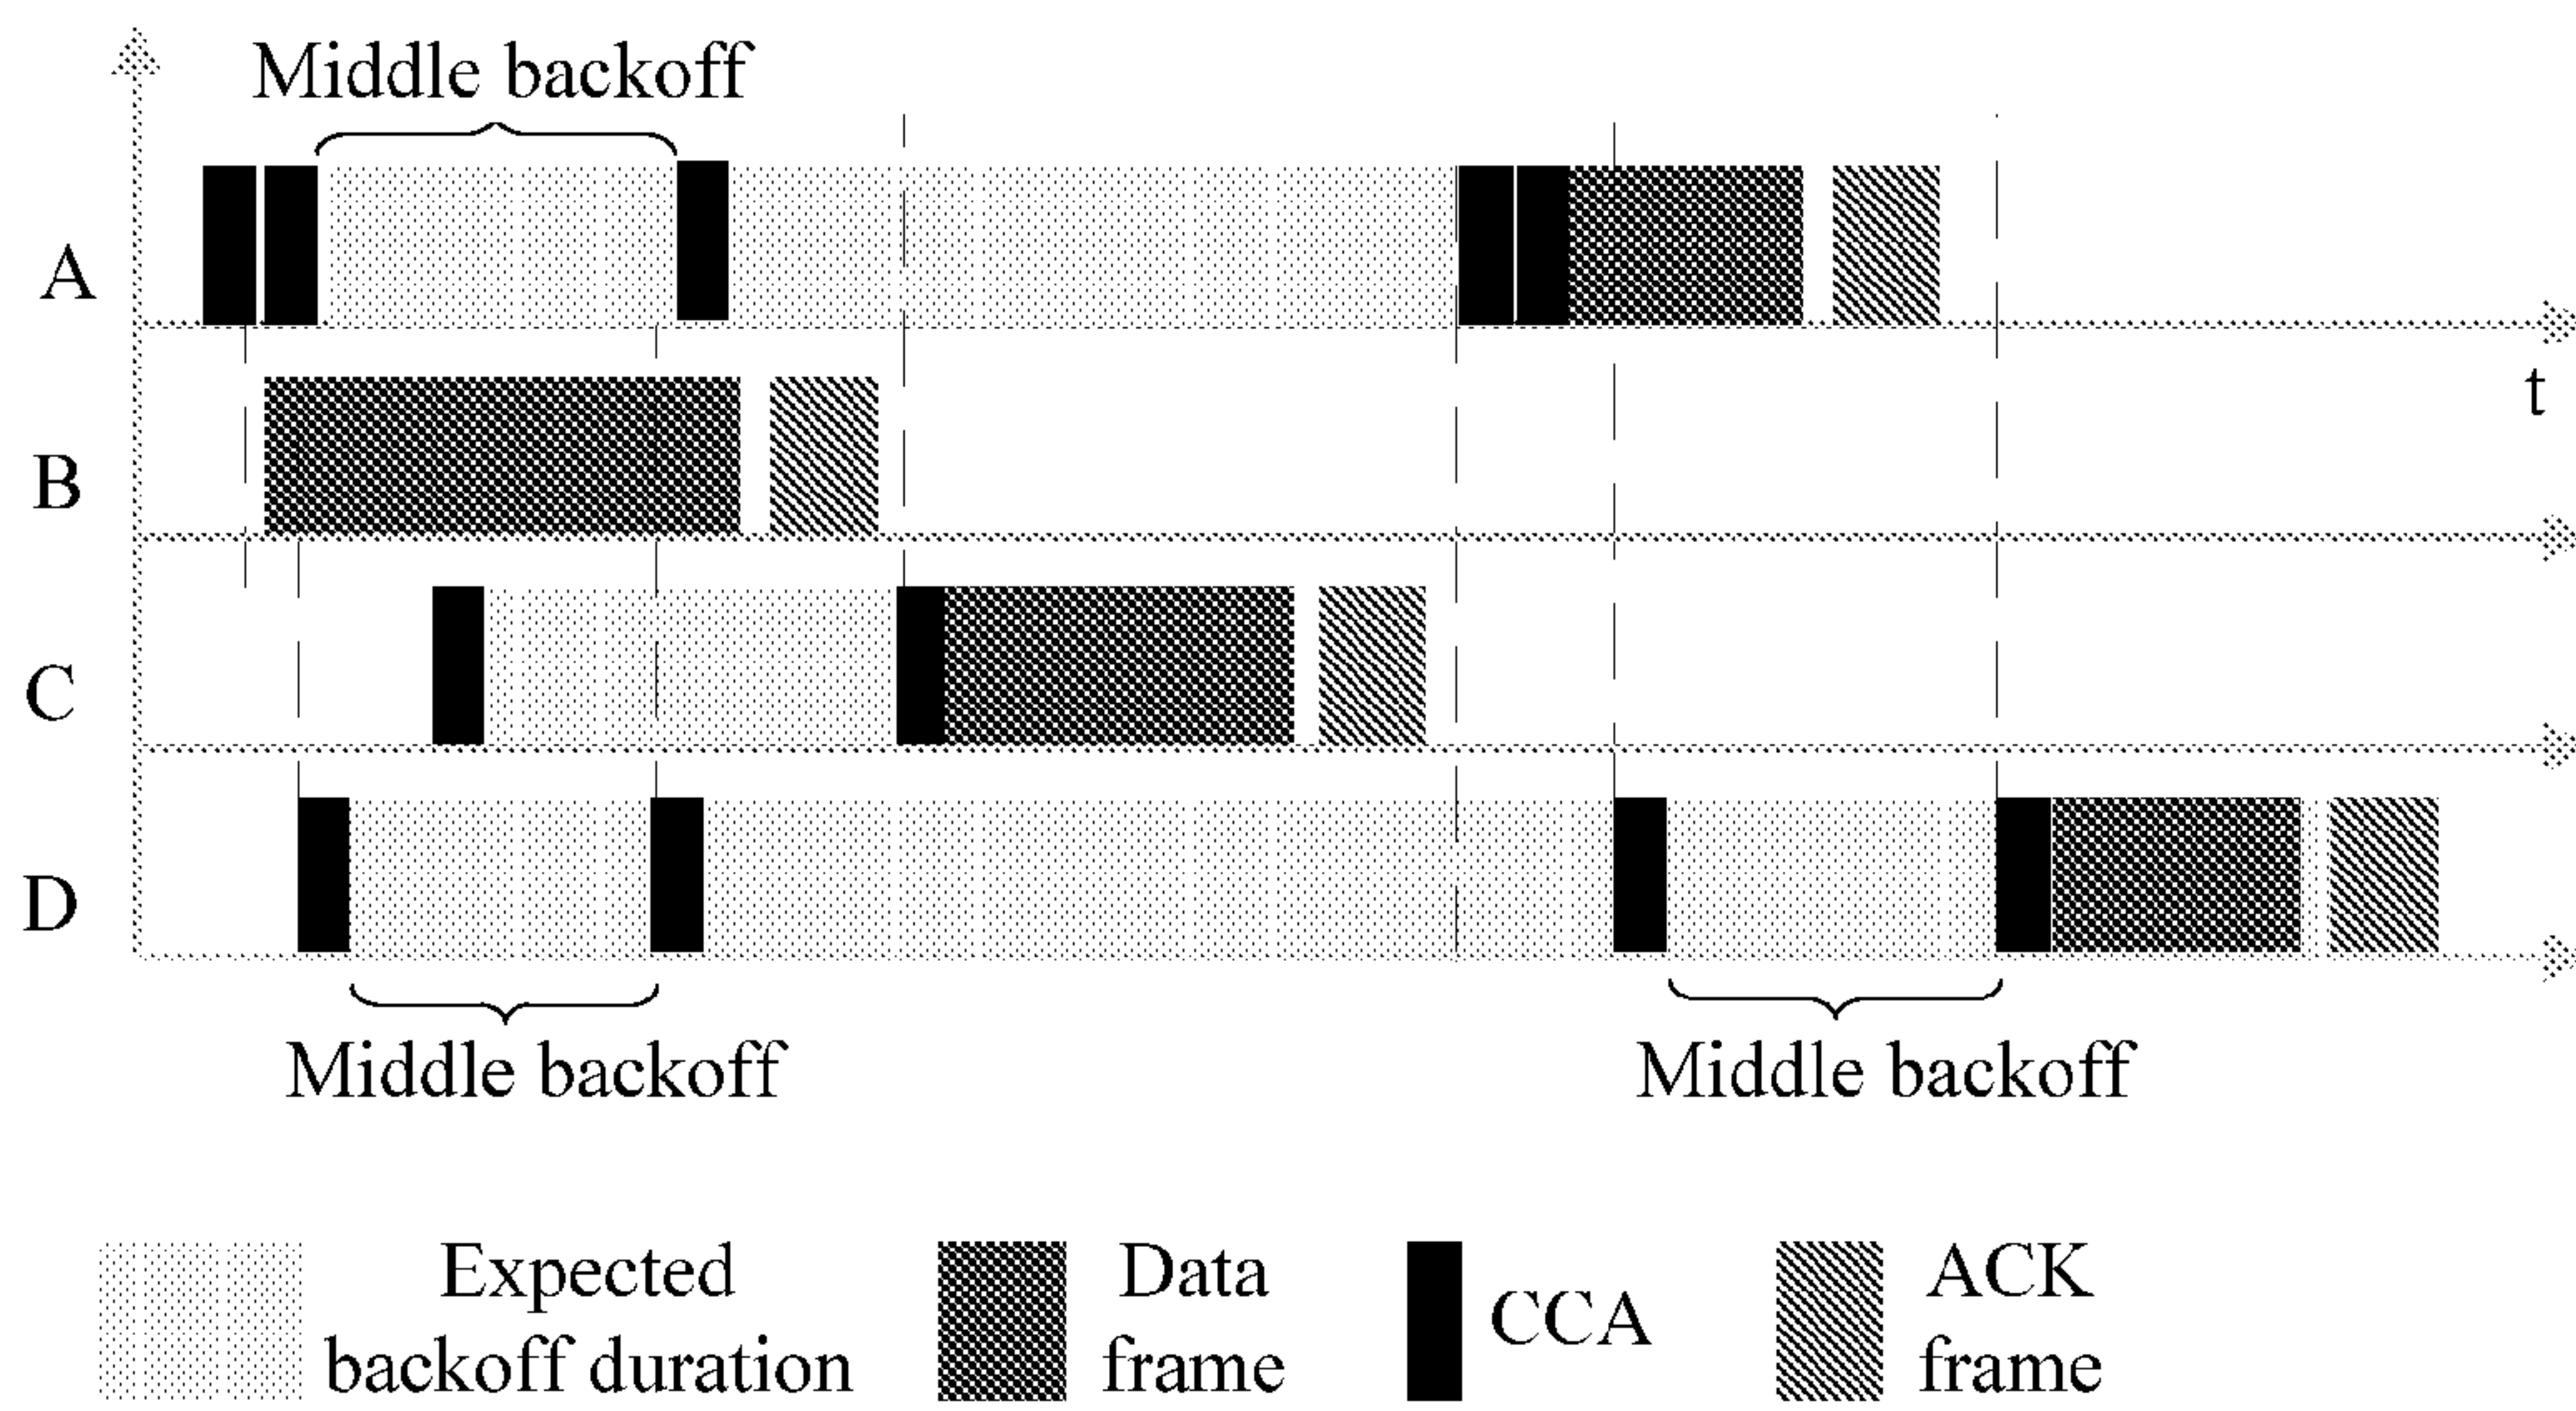 Middle backoff
A
t
B
C
D
Middle backoff
Middle backoff
Expected
backoff duration
Data
frame
CCA
ACK
frame